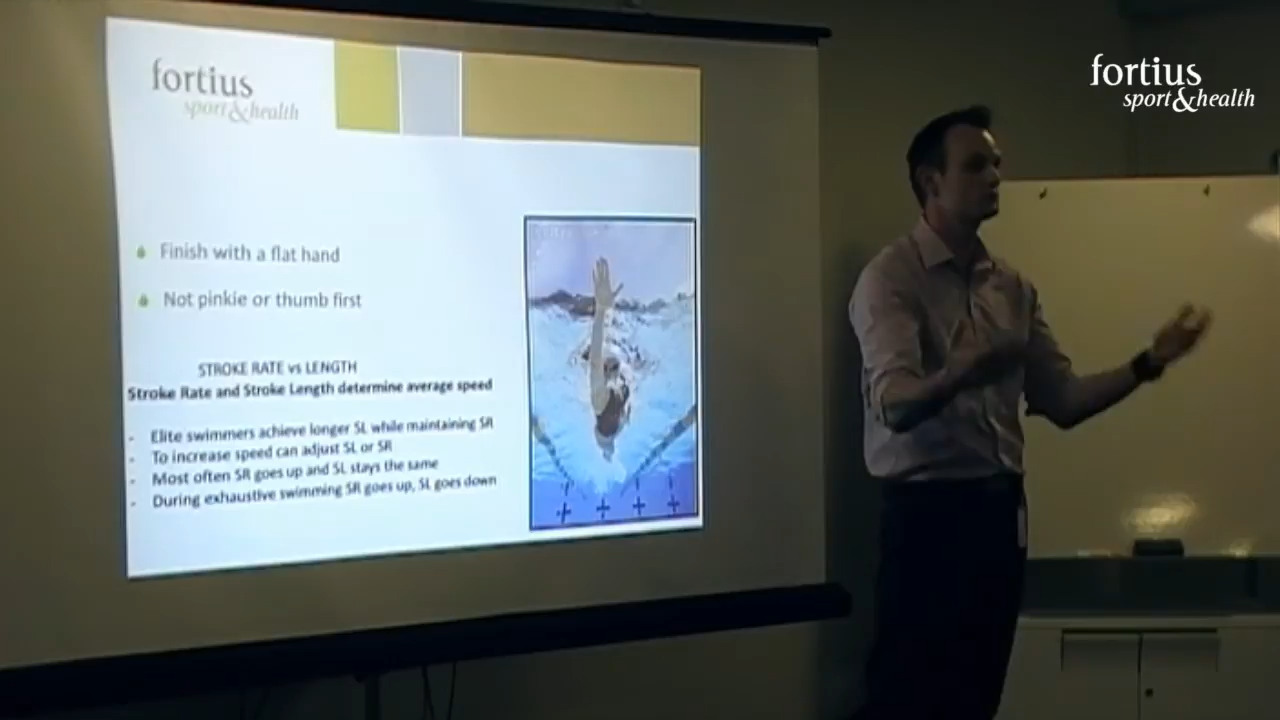 fortius
sport&health
fortius
sport&health
Finish with a flat hand
Not pinkie or thumb first
STROKE RATE vs LENGTH
Stroke Rate and Stroke Length determine average speed
- Elite swimmers achieve longer SL while maintaining SR
- To increase speed can adjust SL or SR
- Most often SR goes up and SL stays the same
- During exhaustive swimming SR goes up, SL goes down